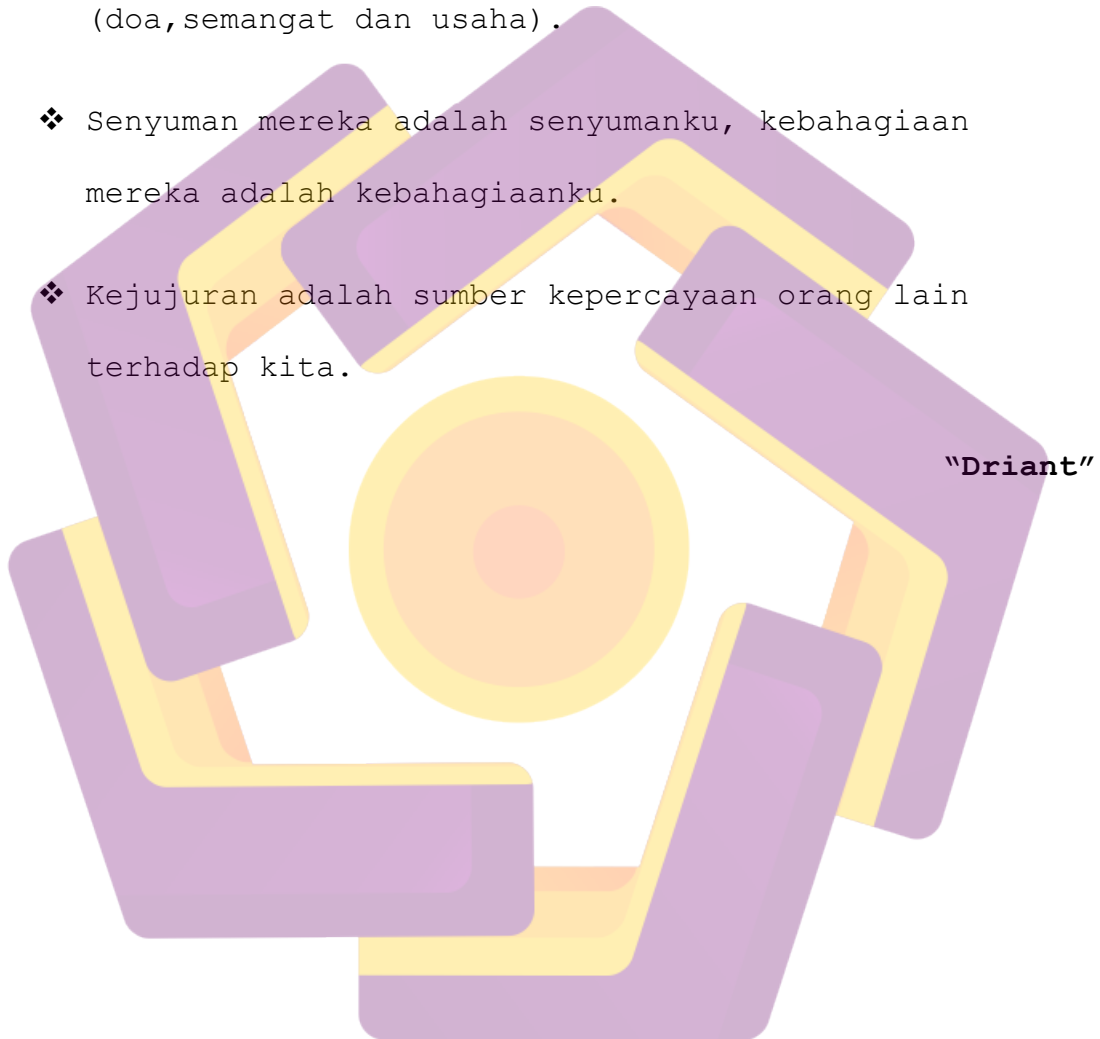 (doa,semangat dan usaha).
❖ Senyuman mereka adalah senyumanku, kebahagiaan
mereka adalah kebahagiaanku.
❖ Kejujuran adalah sumber kepercayaan orang lain
terhadap kita.
“Driant”